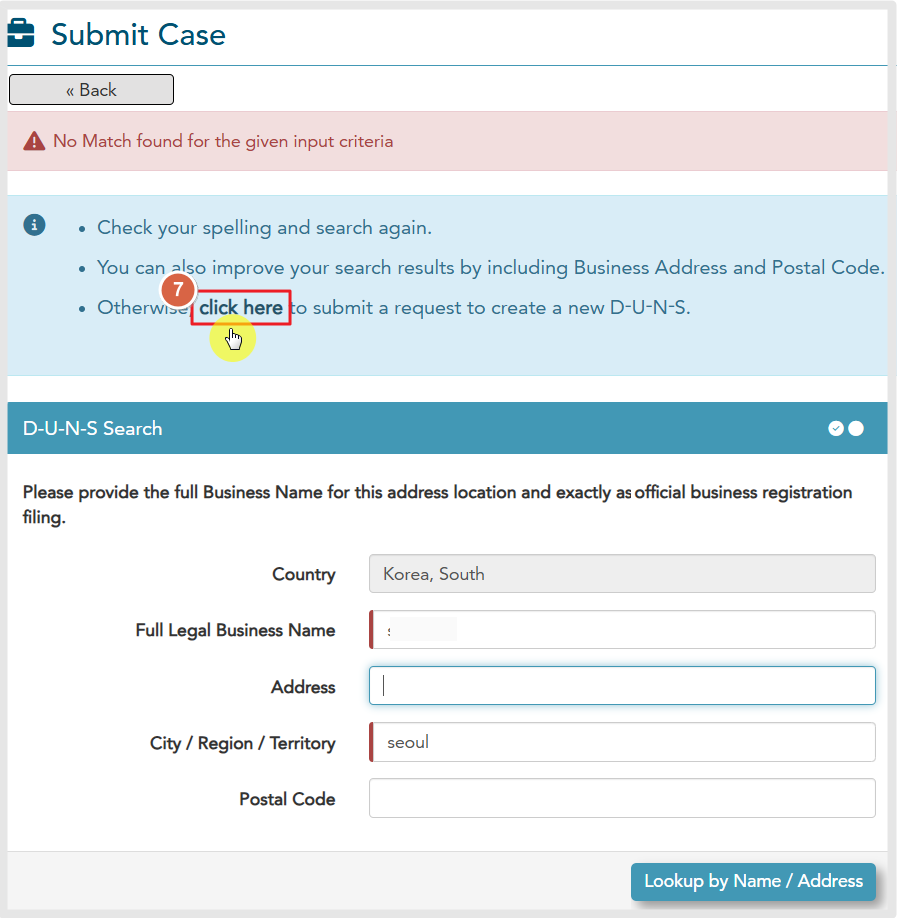 Submit Case
« Back
No Match found for the given input criteria
Check your spelling and search again.
You can also improve your search results by including Business Address and Postal Code.
7
Otherwise, click here to submit a request to create a new D-U-N-S.
D-U-N-S Search
Please provide the full Business Name for this address location and exactly as official business registration
filing.
Country
Korea, South
Full Legal Business Name
Address
City / Region / Territory
seoul
Postal Code
Lookup by Name / Address